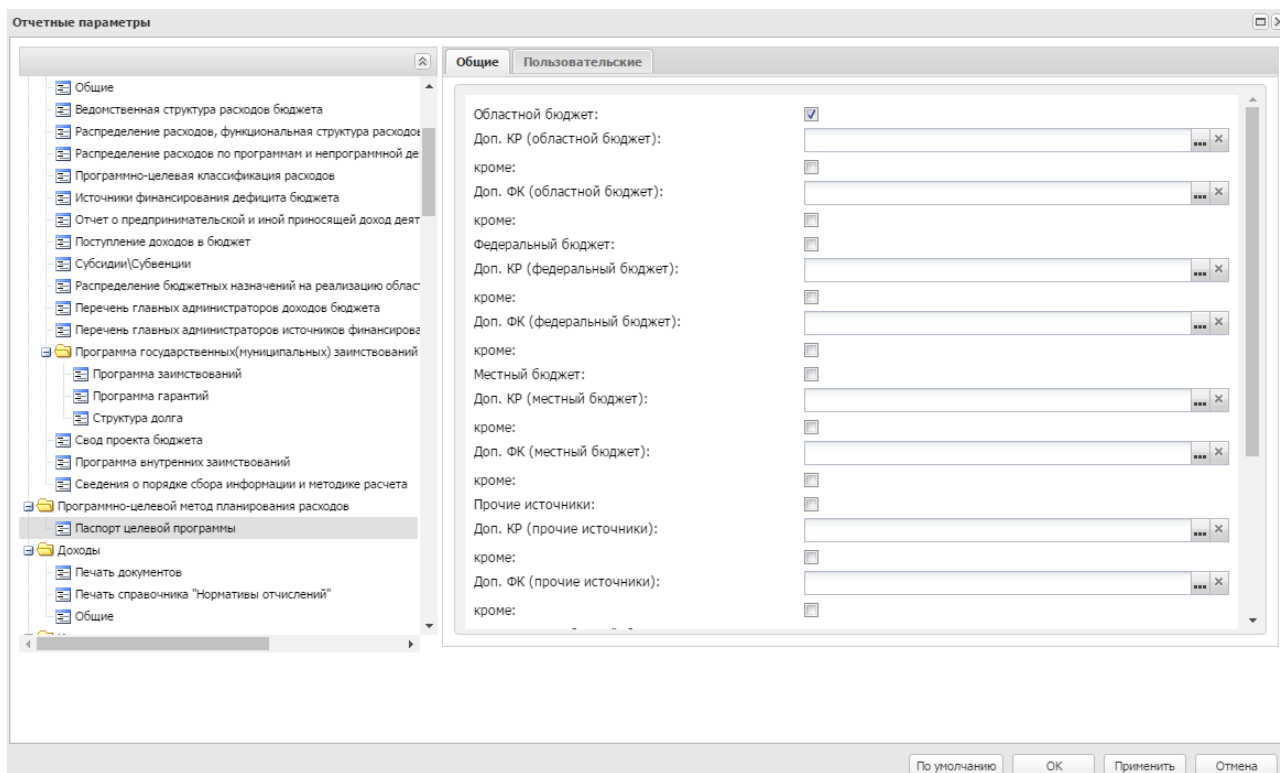 Отчетные параметры
Общие
Ведомственная структура расходов бюджета
Распределение расходов, функциональная структура расходов
Распределение расходов по программам и непрограммной де
Программно-целевая классификация расходов
Источники финансирования дефицита бюджета
Отчет о предпринимательской и иной приносящей доход деят
Поступление доходов в бюджет
Субсидии\Субвенции
Распределение бюджетных назначений на реализацию област
Перечень главных администраторов доходов бюджета
Перечень главных администраторов источников финансирова
Программа государственных(муниципальных) заимствований
Программа заимствований
Программа гарантий
Структура долга
Свод проекта бюджета
Программа внутренних заимствований
Сведения о порядке сбора информации и методике расчета
Программно-целевой метод планирования расходов
Паспорт целевой программы
Доходы
Печать документов
Печать справочника "Нормативы отчислений"
Общие
Общие Пользовательские
Областной бюджет:
Доп. КР (областной бюджет):
кроме:
Доп. ФК (областной бюджет):
кроме:
Федеральный бюджет:
Доп. КР (федеральный бюджет):
кроме:
Доп. ФК (федеральный бюджет):
кроме:
Местный бюджет:
Доп. КР (местный бюджет):
кроме:
Доп. ФК (местный бюджет):
кроме:
Прочие источники:
Доп. КР (прочие источники):
кроме:
Доп. ФК (прочие источники):
кроме:
По умолчанию ОК Применить Отмена